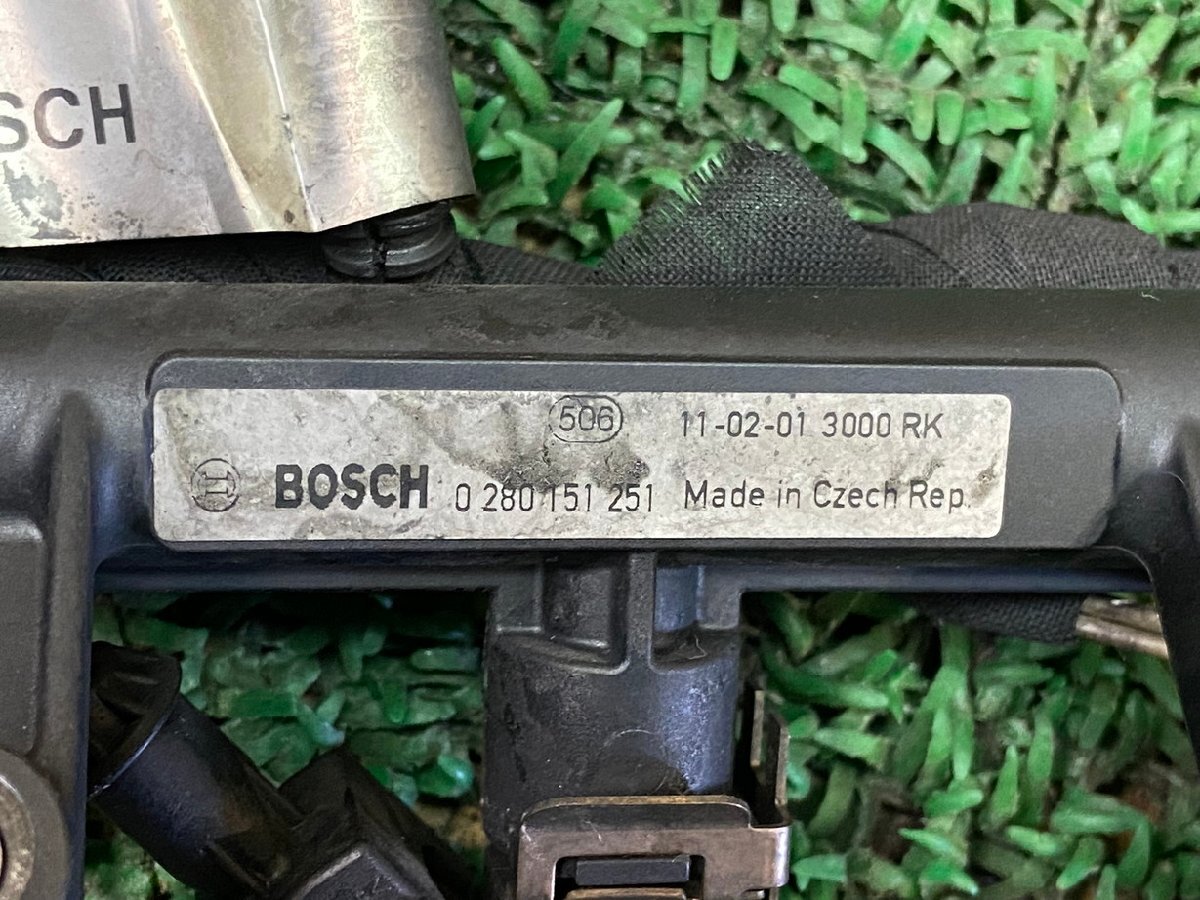 SCH
506 11-02-01 3000 RK
BOSCH 0 280 151 251 Made in Czech Rep.